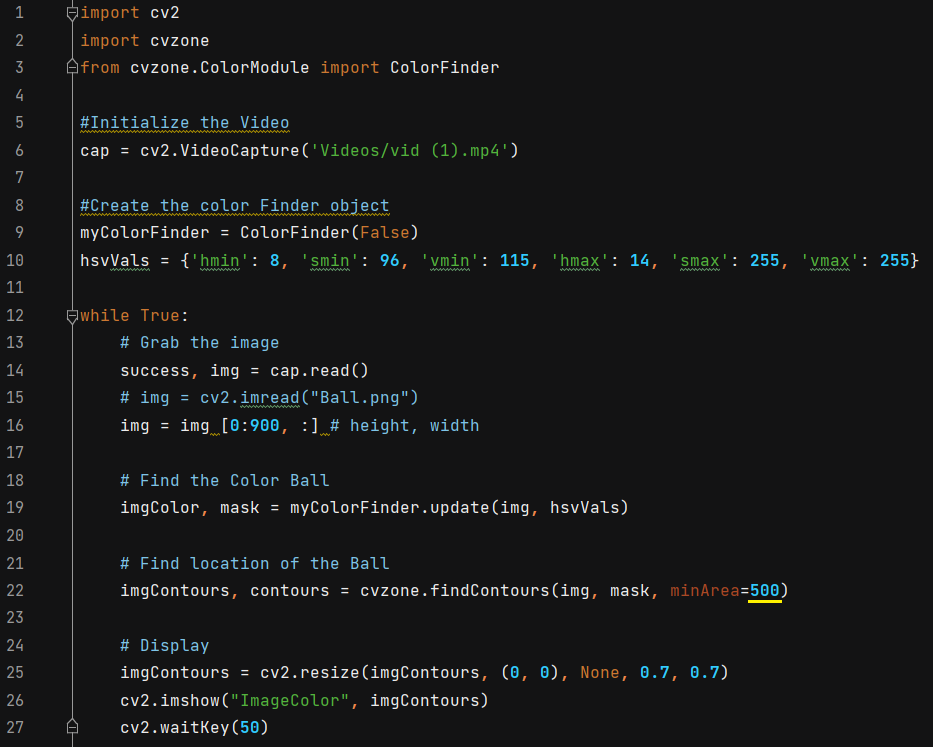 1 import cv2
2 import cvzone
3 from cvzone.ColorModule import ColorFinder
4
5 #Initialize the Video
6 cap = cv2.VideoCapture('Videos/vid (1).mp4')
7
8 #Create the color Finder object
9 myColorFinder = ColorFinder(False)
10 hsvVals = {'hmin': 8, 'smin': 96, 'vmin': 115, 'hmax': 14, 'smax': 255, 'vmax': 255}
11
12 while True:
13     # Grab the image
14     success, img = cap.read()
15     # img = cv2.imread("Ball.png")
16     img = img [0:900, :] # height, width
17
18     # Find the Color Ball
19     imgColor, mask = myColorFinder.update(img, hsvVals)
20
21     # Find location of the Ball
22     imgContours, contours = cvzone.findContours(img, mask, minArea=500)
23
24     # Display
25     imgContours = cv2.resize(imgContours, (0, 0), None, 0.7, 0.7)
26     cv2.imshow("ImageColor", imgContours)
27     cv2.waitKey(50)